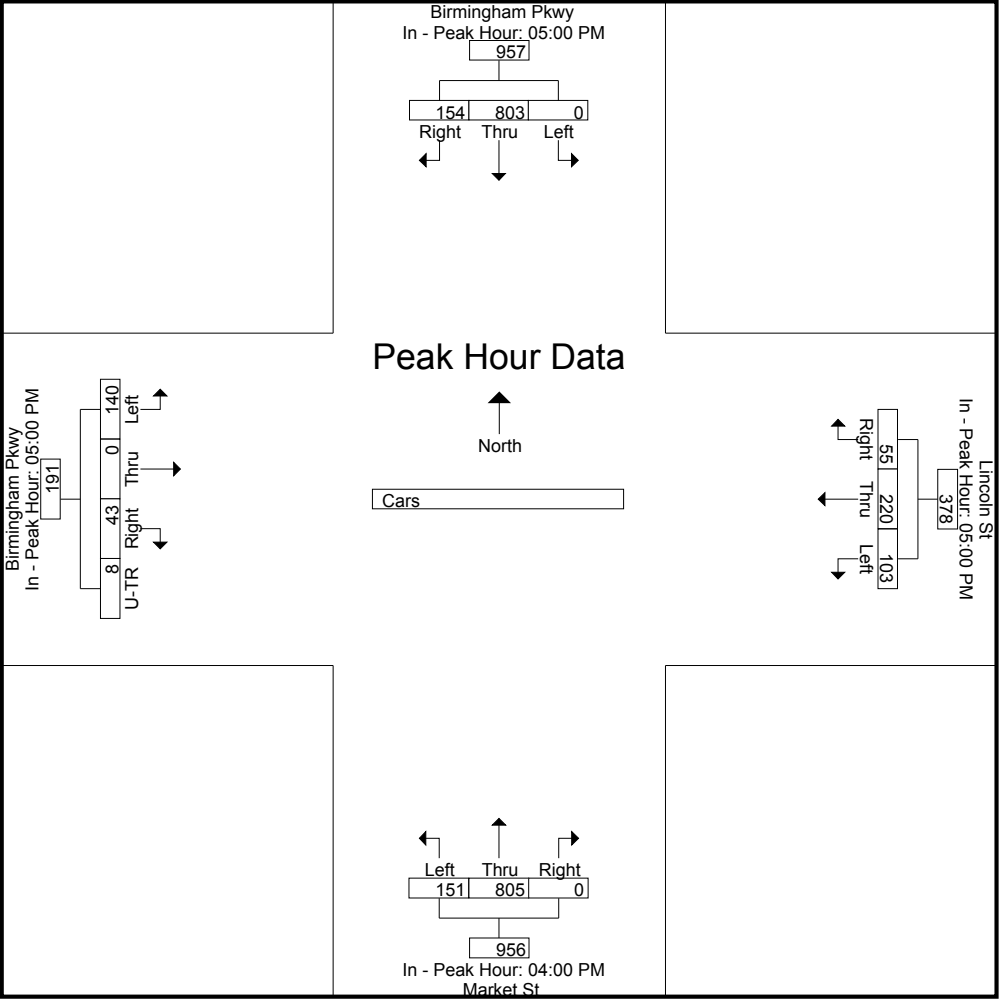 Birmingham Pkwy
In - Peak Hour: 05:00 PM
957
154 803 0
Right Thru Left
Peak Hour Data
North
Cars
Birmingham Pkwy
In - Peak Hour: 05:00 PM
191
140 0 43 8
Left Thru Right U-TR
Lincoln St
In - Peak Hour: 05:00 PM
378
55 220 103
Right Thru Left
Left Thru Right
151 805 0
956
In - Peak Hour: 04:00 PM
Market St